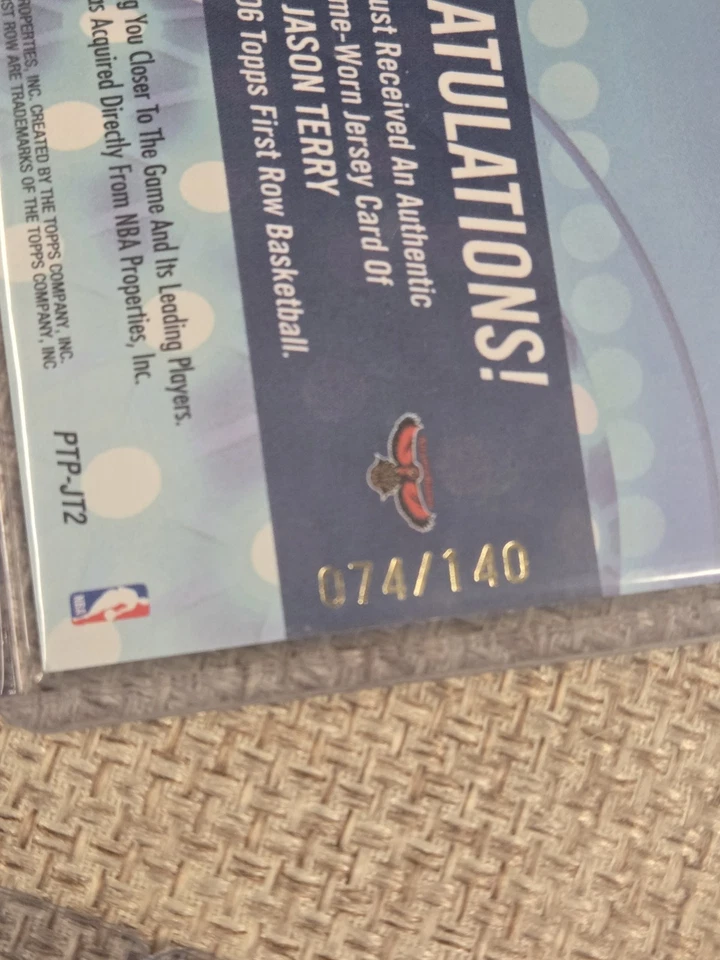 ATULATIONS!
ust Received An Authentic
me-Worn Jersey Card Of
JASON TERRY
06 Topps First Row Basketball.
074/140
g You Closer To The Game And Its Leading Players.
as Acquired Directly From NBA Properties, Inc.
ROPERTIES, INC. CREATED BY THE TOPPS COMPANY, INC.
ST ROW ARE TRADEMARKS OF THE TOPPS COMPANY, INC
PTP-JT2
NBA